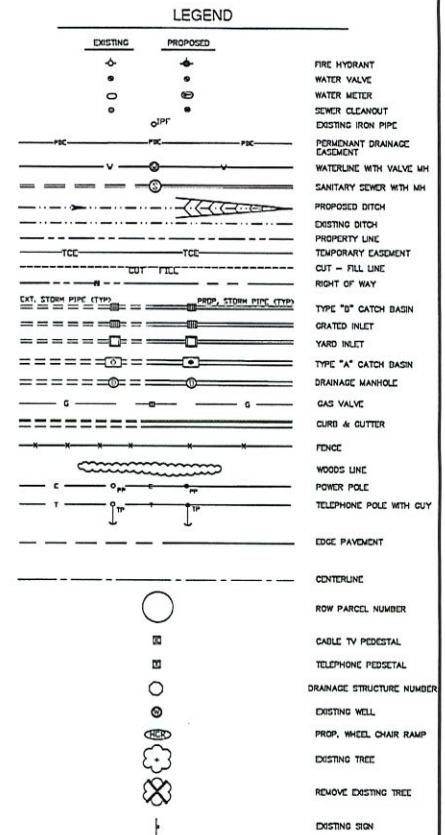 LEGEND
EXISTING PROPOSED
FIRE HYDRANT
WATER VALVE
WATER METER
SEWER CLEANOUT
IPF EXISTING IRON PIPE
PDE PDE PDE PERMENANT DRAINAGE
EASEMENT
V V WATERLINE WITH VALVE MH
S SANITARY SEWER WITH MH
PROPOSED DITCH
EXISTING DITCH
PROPERTY LINE
TCE TCE TEMPORARY EASEMENT
CUT FILL CUT - FILL LINE
RIGHT OF WAY
EXT. STORM PIPE (TYP) PROP. STORM PIPE (TYP)
TYPE "B" CATCH BASIN
GRATED INLET
YARD INLET
TYPE "A" CATCH BASIN
D D DRAINAGE MANHOLE
G G GAS VALVE
CURB & GUTTER
FENCE
WOODS LINE
E PP E PP POWER POLE
T TP T TP TELEPHONE POLE WITH GUY
EDGE PAVEMENT
CENTERLINE
ROW PARCEL NUMBER
CABLE TV PEDESTAL
TELEPHONE PEDSETAL
DRAINAGE STRUCTURE NUMBER
W EXISTING WELL
WCR PROP. WHEEL CHAIR RAMP
EXISTING TREE
REMOVE EXISTING TREE
EXISTING SIGN